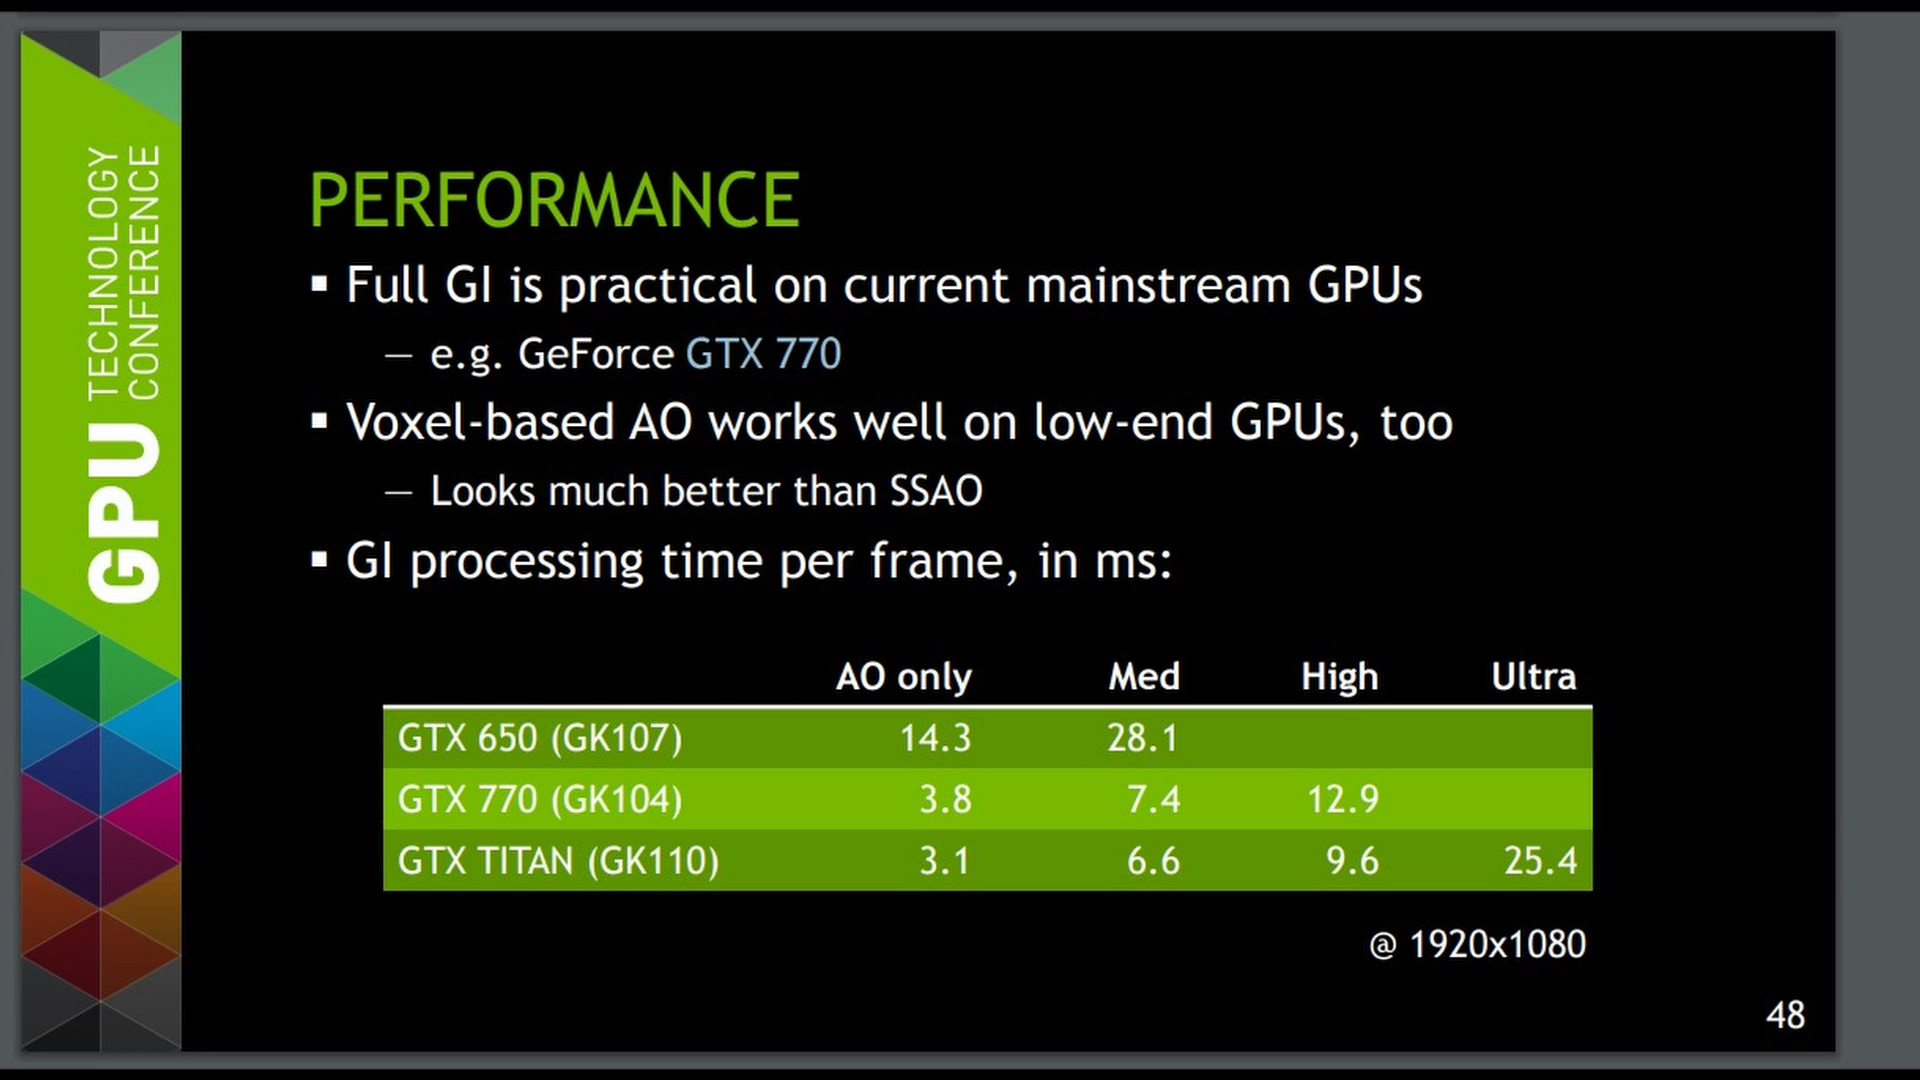 GPU TECHNOLOGY
CONFERENCE
PERFORMANCE
▪ Full GI is practical on current mainstream GPUs
— e.g. GeForce GTX 770
▪ Voxel-based AO works well on low-end GPUs, too
— Looks much better than SSAO
▪ GI processing time per frame, in ms:
AO only Med High Ultra
GTX 650 (GK107) 14.3 28.1
GTX 770 (GK104) 3.8 7.4 12.9
GTX TITAN (GK110) 3.1 6.6 9.6 25.4
@ 1920x1080
48